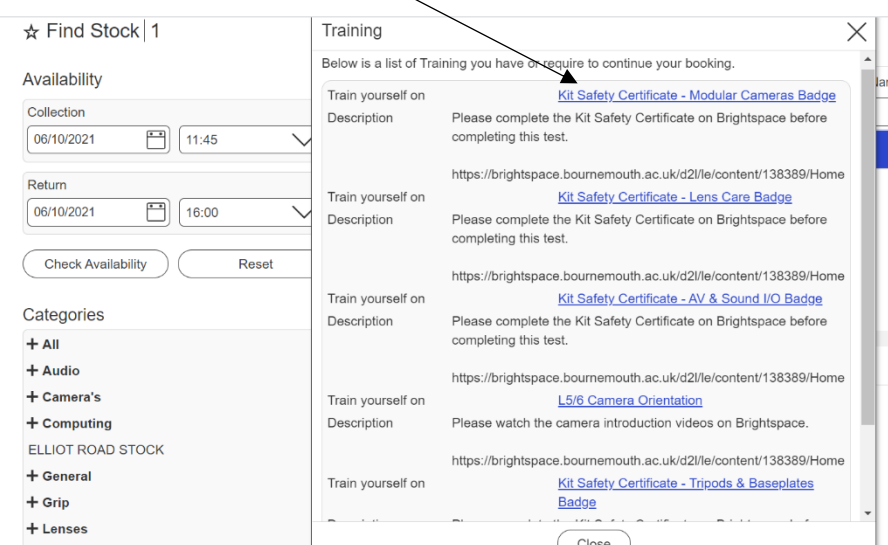 ☆ Find Stock| 1
Availability
Collection
06/10/2021
11:45
Return
06/10/2021
16:00
Check Availability
Reset
Categories
+ All
+ Audio
+ Camera's
+ Computing
ELLIOT ROAD STOCK
+ General
+ Grip
+ Lenses
Training
Below is a list of Training you have or require to continue your booking.
Train yourself on Kit Safety Certificate - Modular Cameras Badge
Description Please complete the Kit Safety Certificate on Brightspace before
completing this test.
https://brightspace.bournemouth.ac.uk/d2l/le/content/138389/Home
Train yourself on Kit Safety Certificate - Lens Care Badge
Description Please complete the Kit Safety Certificate on Brightspace before
completing this test.
https://brightspace.bournemouth.ac.uk/d2l/le/content/138389/Home
Train yourself on Kit Safety Certificate - AV & Sound I/O Badge
Description Please complete the Kit Safety Certificate on Brightspace before
completing this test.
https://brightspace.bournemouth.ac.uk/d2l/le/content/138389/Home
Train yourself on L5/6 Camera Orientation
Description Please watch the camera introduction videos on Brightspace.
https://brightspace.bournemouth.ac.uk/d2l/le/content/138389/Home
Train yourself on Kit Safety Certificate - Tripods & Baseplates
Badge
Close